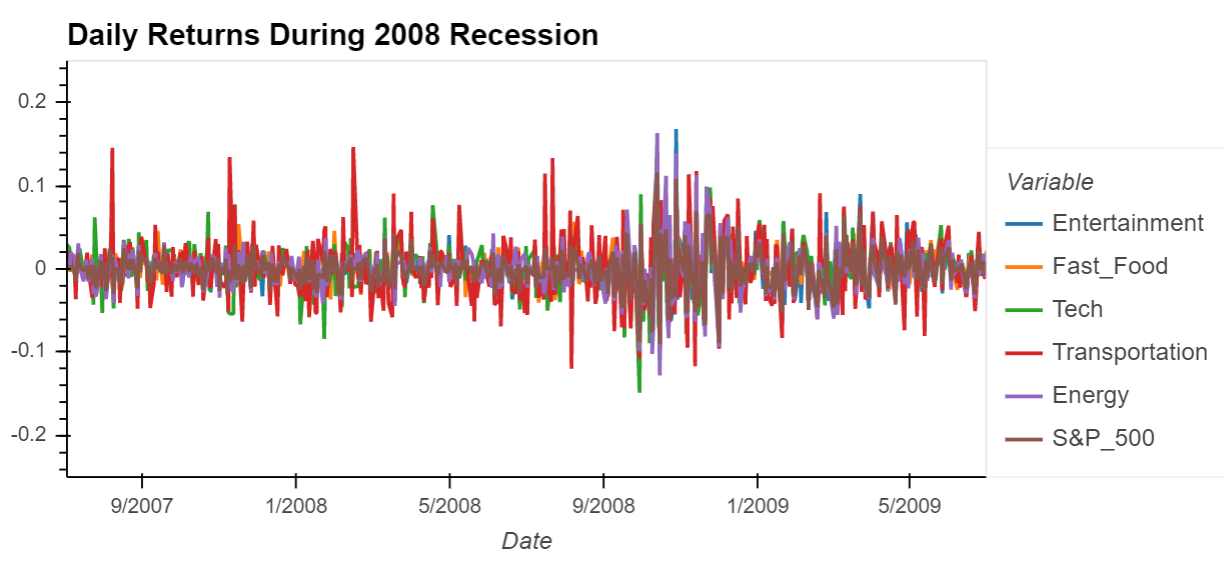 Daily Returns During 2008 Recession
0.2
0.1
0
-0.1
-0.2
9/2007
1/2008
5/2008
9/2008
1/2009
5/2009
Date
Variable
Entertainment
Fast_Food
Tech
Transportation
Energy
S&P_500